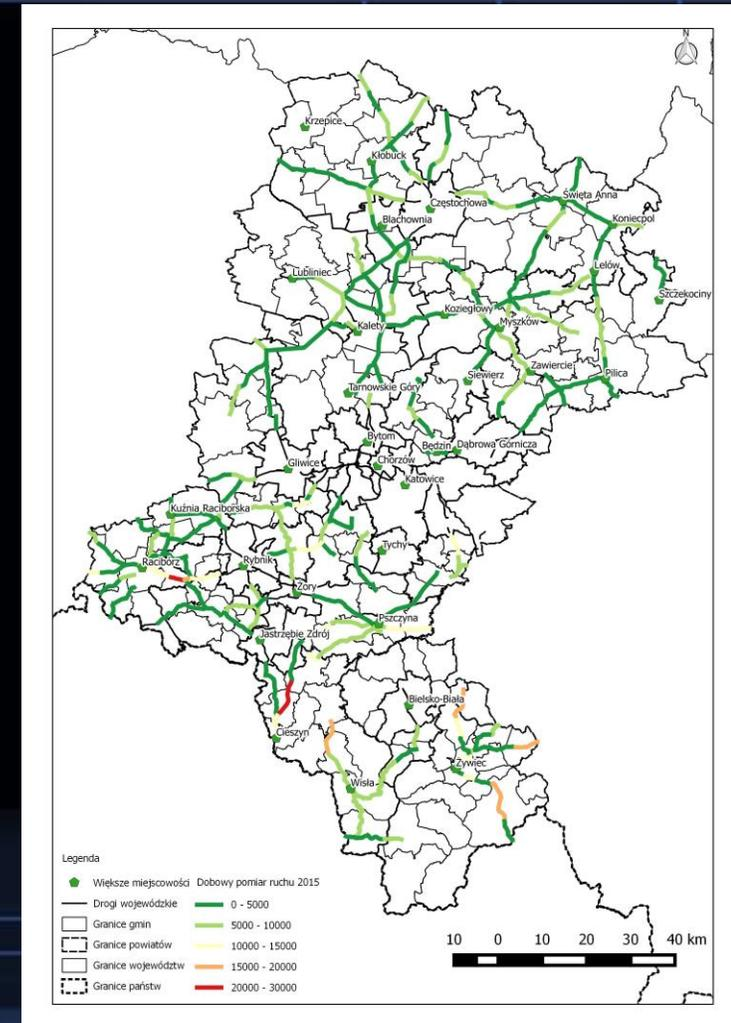 N
Krzepice
Kłobuck
Częstochowa
Święta Anna
Blachownia
Koniecpol
Lubliniec
Lelów
Szczekociny
Koziegłowy
Kalety
Myszków
Zawiercie
Siewierz
Pilica
Tarnowskie Góry
Bytom
Będzin
Dąbrowa Górnicza
Gliwice
Chorzów
Katowice
Kuźnia Raciborska
Tychy
Racibórz
Rybnik
Żory
Pszczyna
Jastrzębie Zdrój
Bielsko-Biała
Cieszyn
Żywiec
Wisła
Legenda
Większe miejscowości
Dobowy pomiar ruchu 2015
Drogi wojewódzkie
0 - 5000
Granice gmin
5000 - 10000
Granice powiatów
10000 - 15000
Granice województw
15000 - 20000
Granice państw
20000 - 30000
10 0 10 20 30 40 km